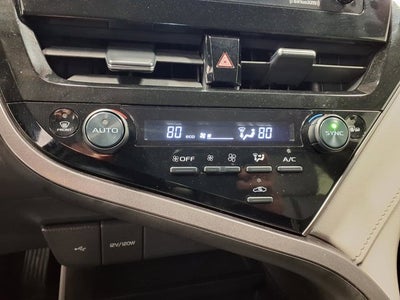 FRONT
AUTO
80 eco 80
SYNC
OFF
A/C
12V/120W